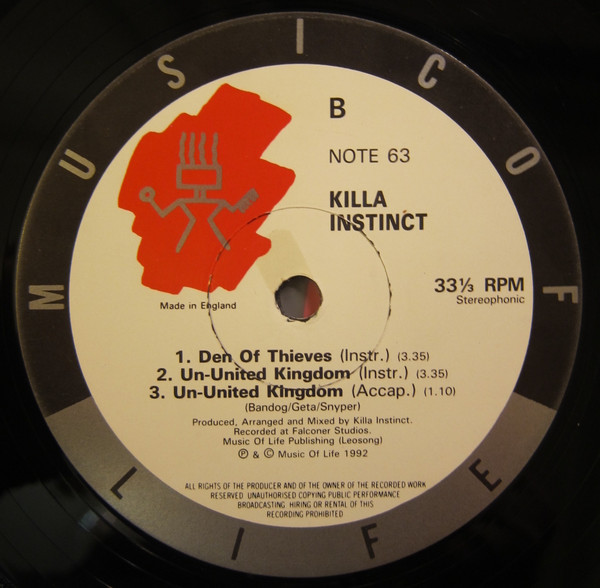 MUSIC OF LIFE
B
NOTE 63
KILLA
INSTINCT
33⅓ RPM
Stereophonic
Made in England
1. Den Of Thieves (Instr.) (3.35)
2. Un-United Kingdom (Instr.) (3.35)
3. Un-United Kingdom (Accap.) (1.10)
(Bandog/Geta/Snyper)
Produced, Arranged and Mixed by Killa Instinct.
Recorded at Falconer Studios.
Music Of Life Publishing (Leosong)
℗ & © Music Of Life 1992
ALL RIGHTS OF THE PRODUCER AND OF THE OWNER OF THE RECORDED WORK
RESERVED. UNAUTHORISED COPYING PUBLIC PERFORMANCE
BROADCASTING. HIRING OR RENTAL OF THIS
RECORDING PROHIBITED